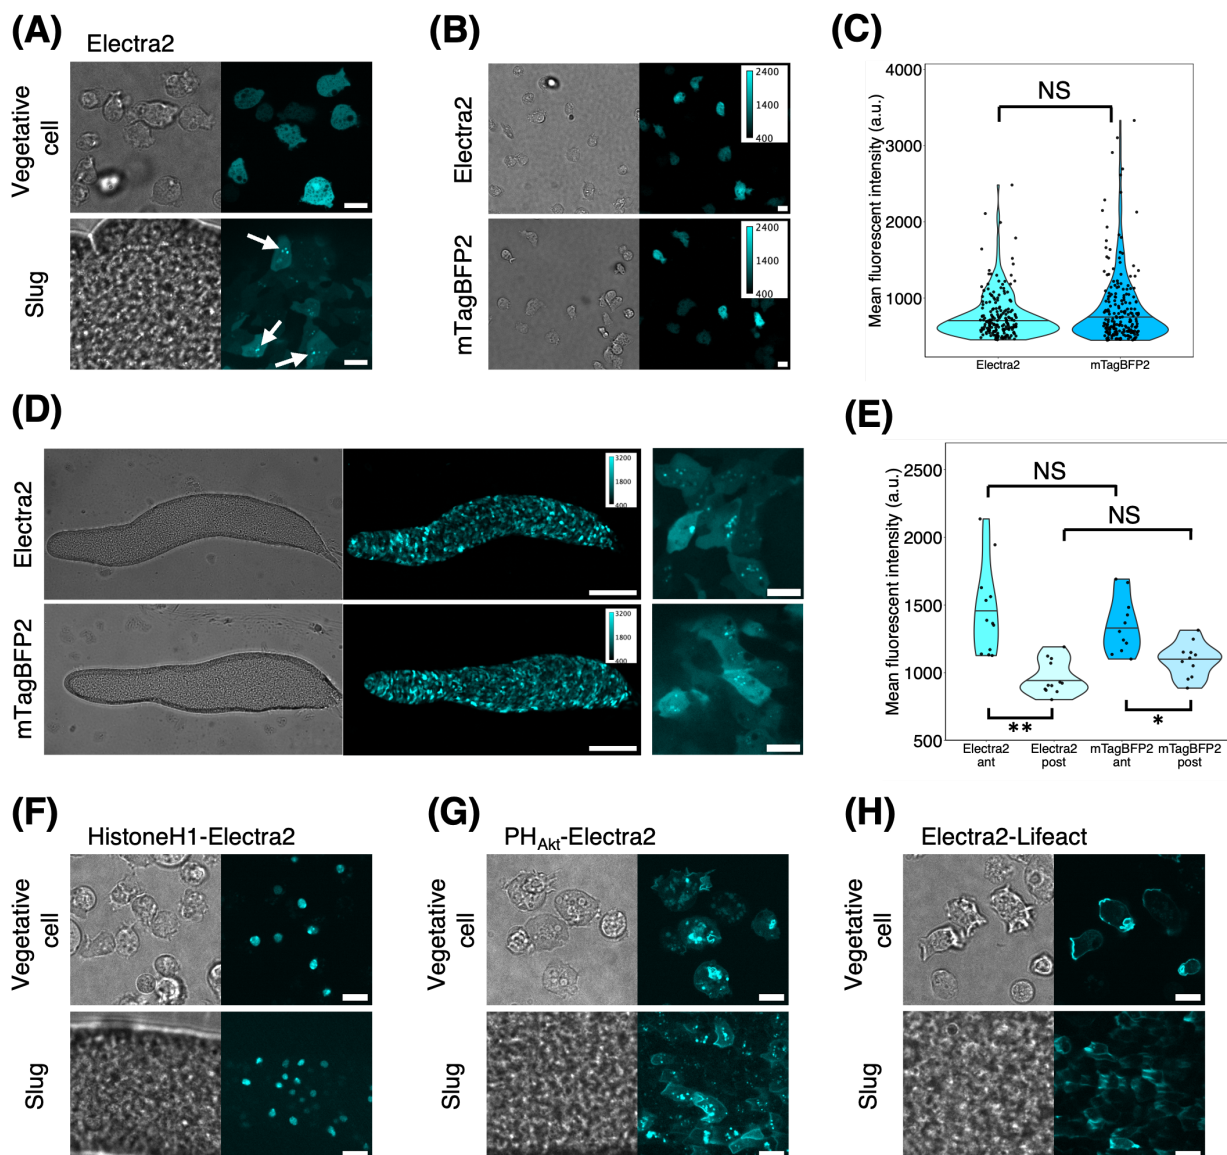 (A)
Electra2
Vegetative
cell
Slug
(B)
Electra2
2400
1400
400
mTagBFP2
2400
1400
400
(C)
Mean fluorescent intensity (a.u.)
4000
3000
2000
1000
NS
Electra2
mTagBFP2
(D)
Electra2
3200
1800
400
mTagBFP2
3200
1800
400
(E)
Mean fluorescent intensity (a.u.)
2500
2000
1500
1000
500
NS
NS
**
*
Electra2
ant
Electra2
post
mTagBFP2
ant
mTagBFP2
post
(F)
HistoneH1-Electra2
Vegetative
cell
Slug
(G)
PHAkt-Electra2
Vegetative
cell
Slug
(H)
Electra2-Lifeact
Vegetative
cell
Slug